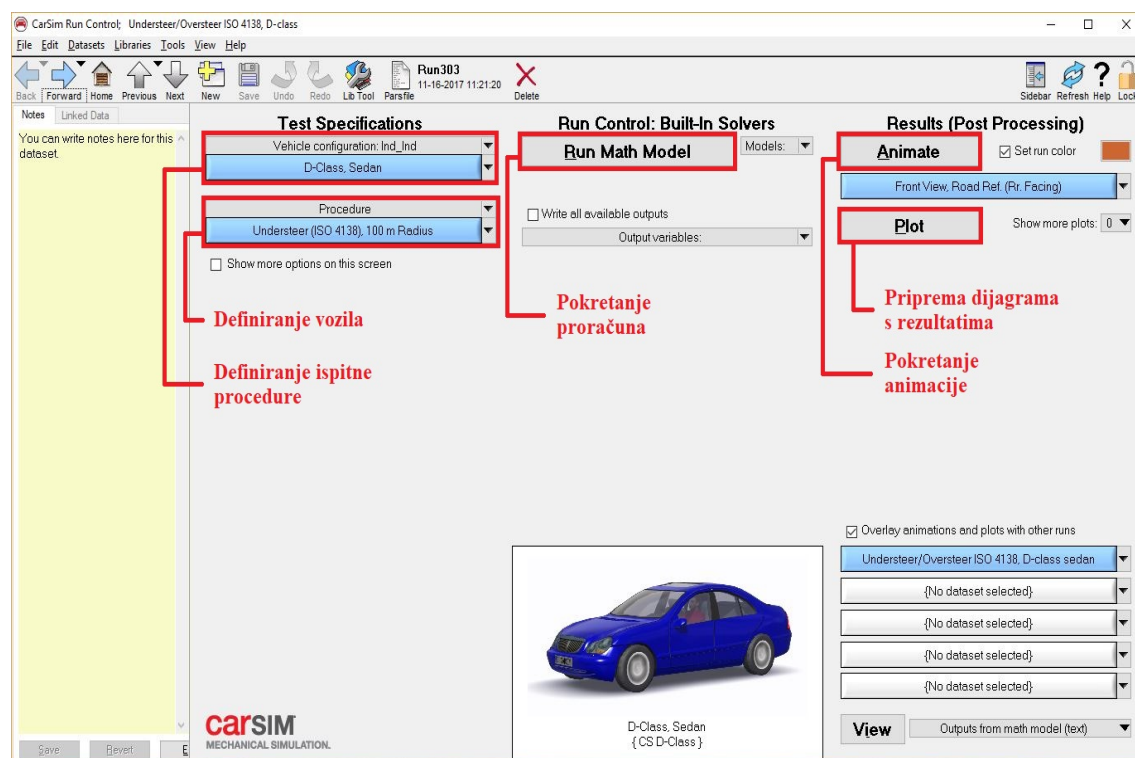 CarSim Run Control; Understeer/Oversteer ISO 4138, D-class
File Edit Datasets Libraries Tools View Help
Back Forward Home Previous Next New Save Undo Redo Lib Tool Parsfile Run303 11-16-2017 11:21:20 Delete Sidebar Refresh Help Lock
Notes Linked Data
You can write notes here for this
dataset.
Save Revert E
Test Specifications
Vehicle configuration: Ind_Ind
D-Class, Sedan
Procedure
Understeer (ISO 4138), 100 m Radius
Show more options on this screen
Definiranje vozila
Definiranje ispitne
procedure
carSIM
MECHANICAL SIMULATION.
Run Control: Built-In Solvers
Run Math Model
Models:
Write all available outputs
Output variables:
Pokretanje
proračuna
D-Class, Sedan
{ CS D-Class }
Results (Post Processing)
Animate
Set run color
Front View, Road Ref. (Rr. Facing)
Plot
Show more plots: 0
Priprema dijagrama
s rezultatima
Pokretanje
animacije
Overlay animations and plots with other runs
Understeer/Oversteer ISO 4138, D-class sedan
{No dataset selected}
{No dataset selected}
{No dataset selected}
{No dataset selected}
View
Outputs from math model (text)